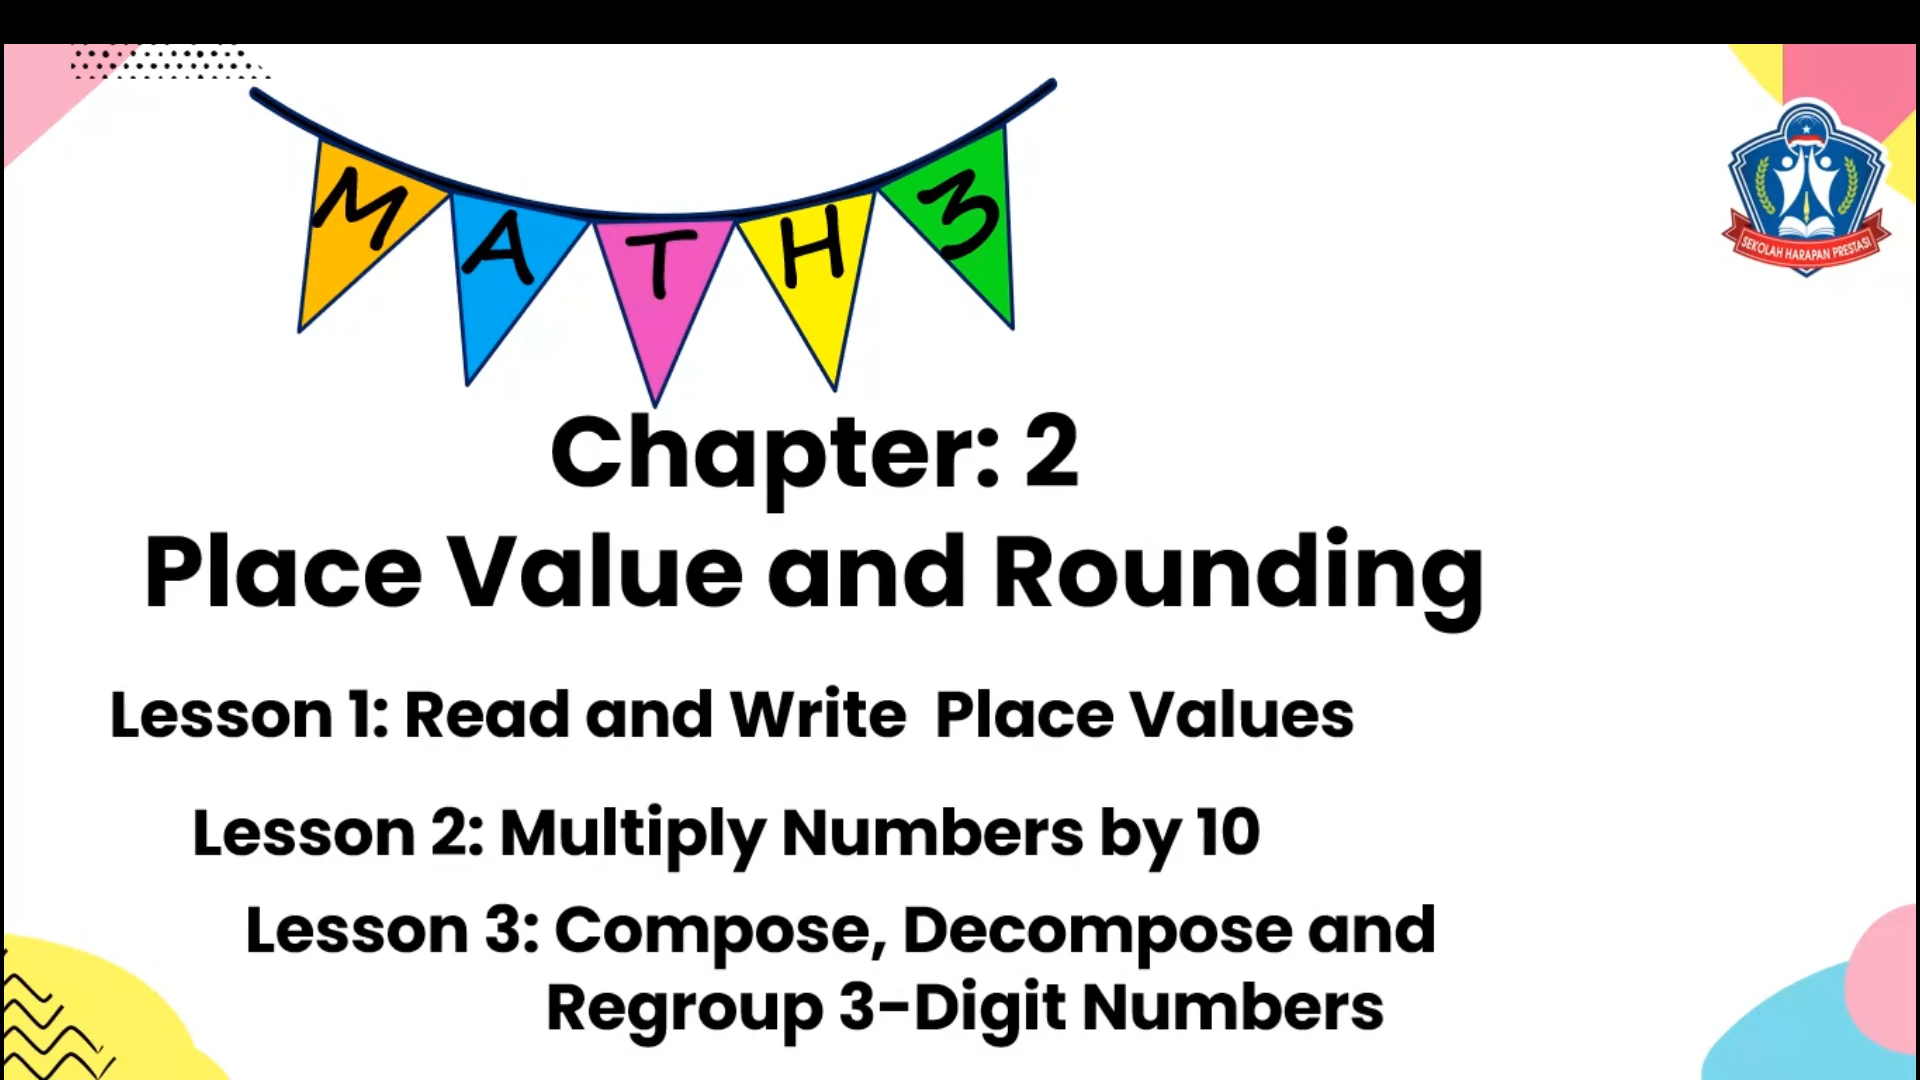 MATH3
SEKOLAH HARAPAN PRESTASI
Chapter: 2
Place Value and Rounding
Lesson 1: Read and Write Place Values
Lesson 2: Multiply Numbers by 10
Lesson 3: Compose, Decompose and
Regroup 3-Digit Numbers